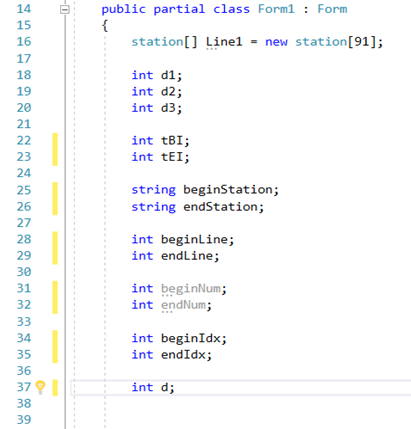 14 public partial class Form1 : Form
15 {
16 station[] Line1 = new station[91];
17
18 int d1;
19 int d2;
20 int d3;
21
22 int tBI;
23 int tEI;
24
25 string beginStation;
26 string endStation;
27
28 int beginLine;
29 int endLine;
30
31 int beginNum;
32 int endNum;
33
34 int beginIdx;
35 int endIdx;
36
37 int d;
38
39